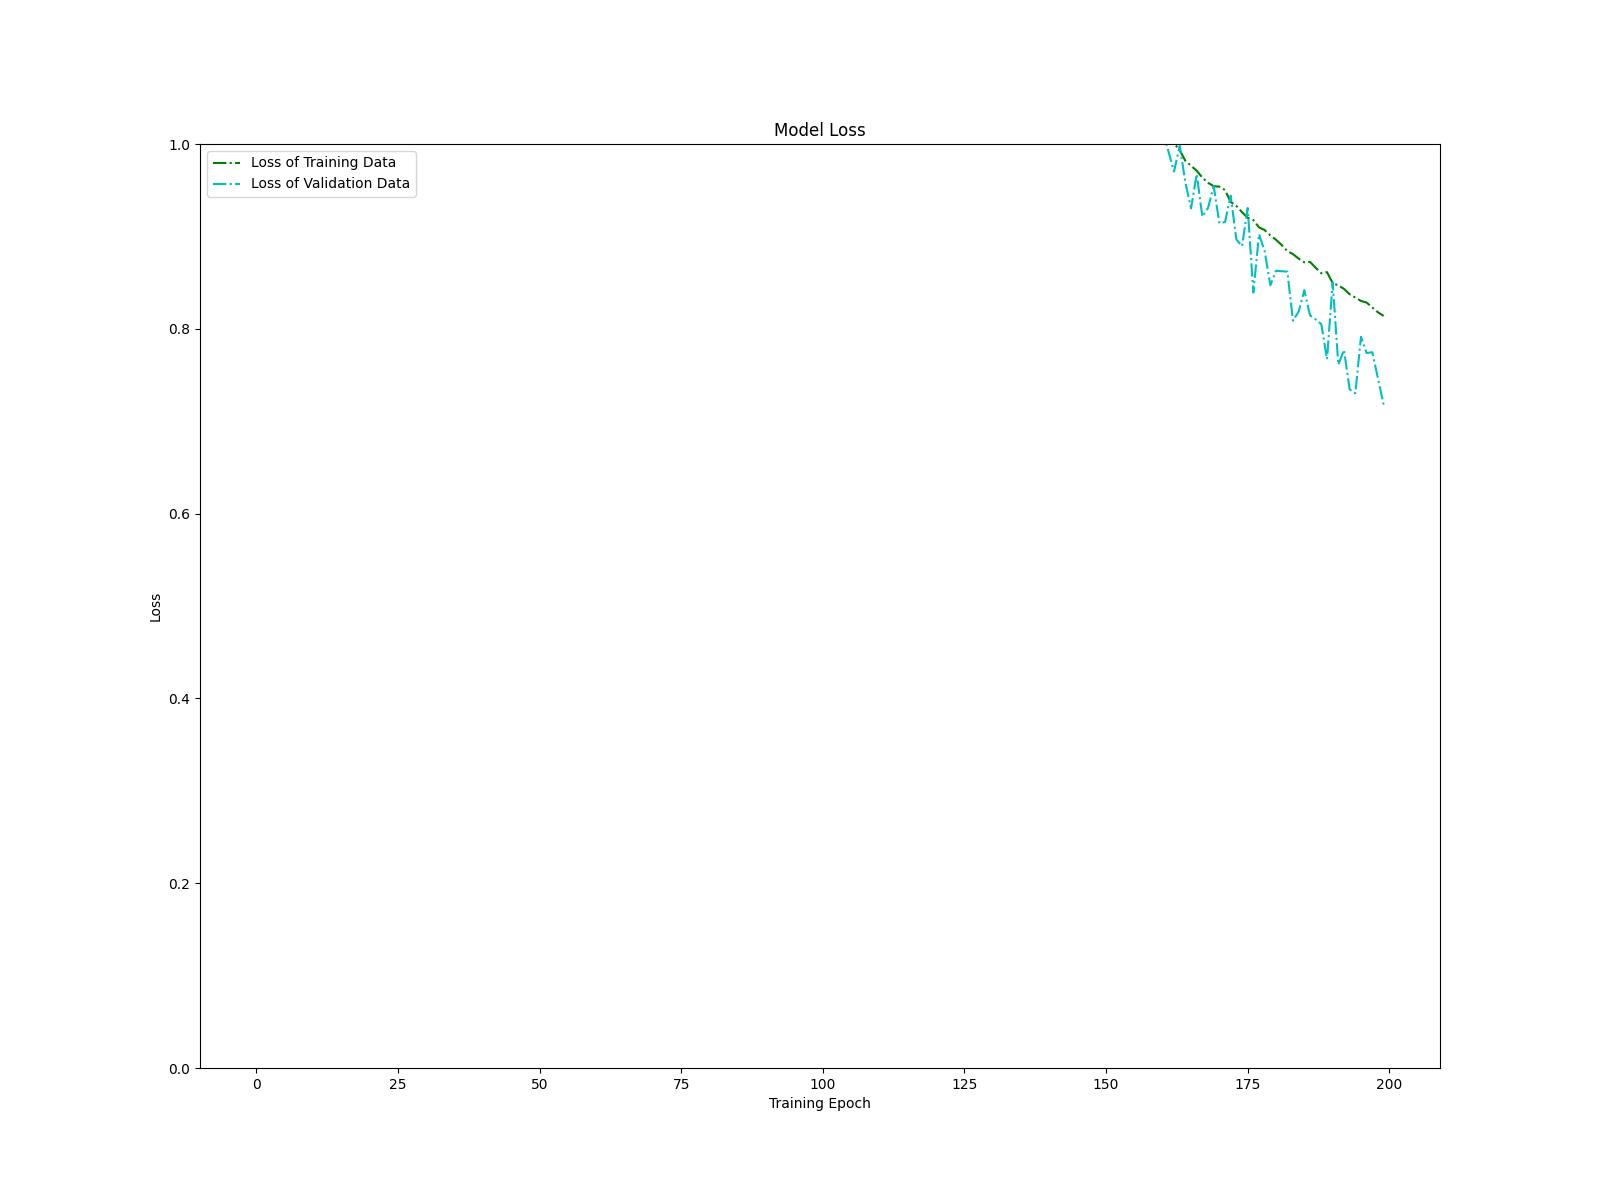 Model Loss
1.0
Loss of Training Data
Loss of Validation Data
0.8
0.6
Loss
0.4
0.2
0.0
0 25 50 75 100 125 150 175 200
Training Epoch